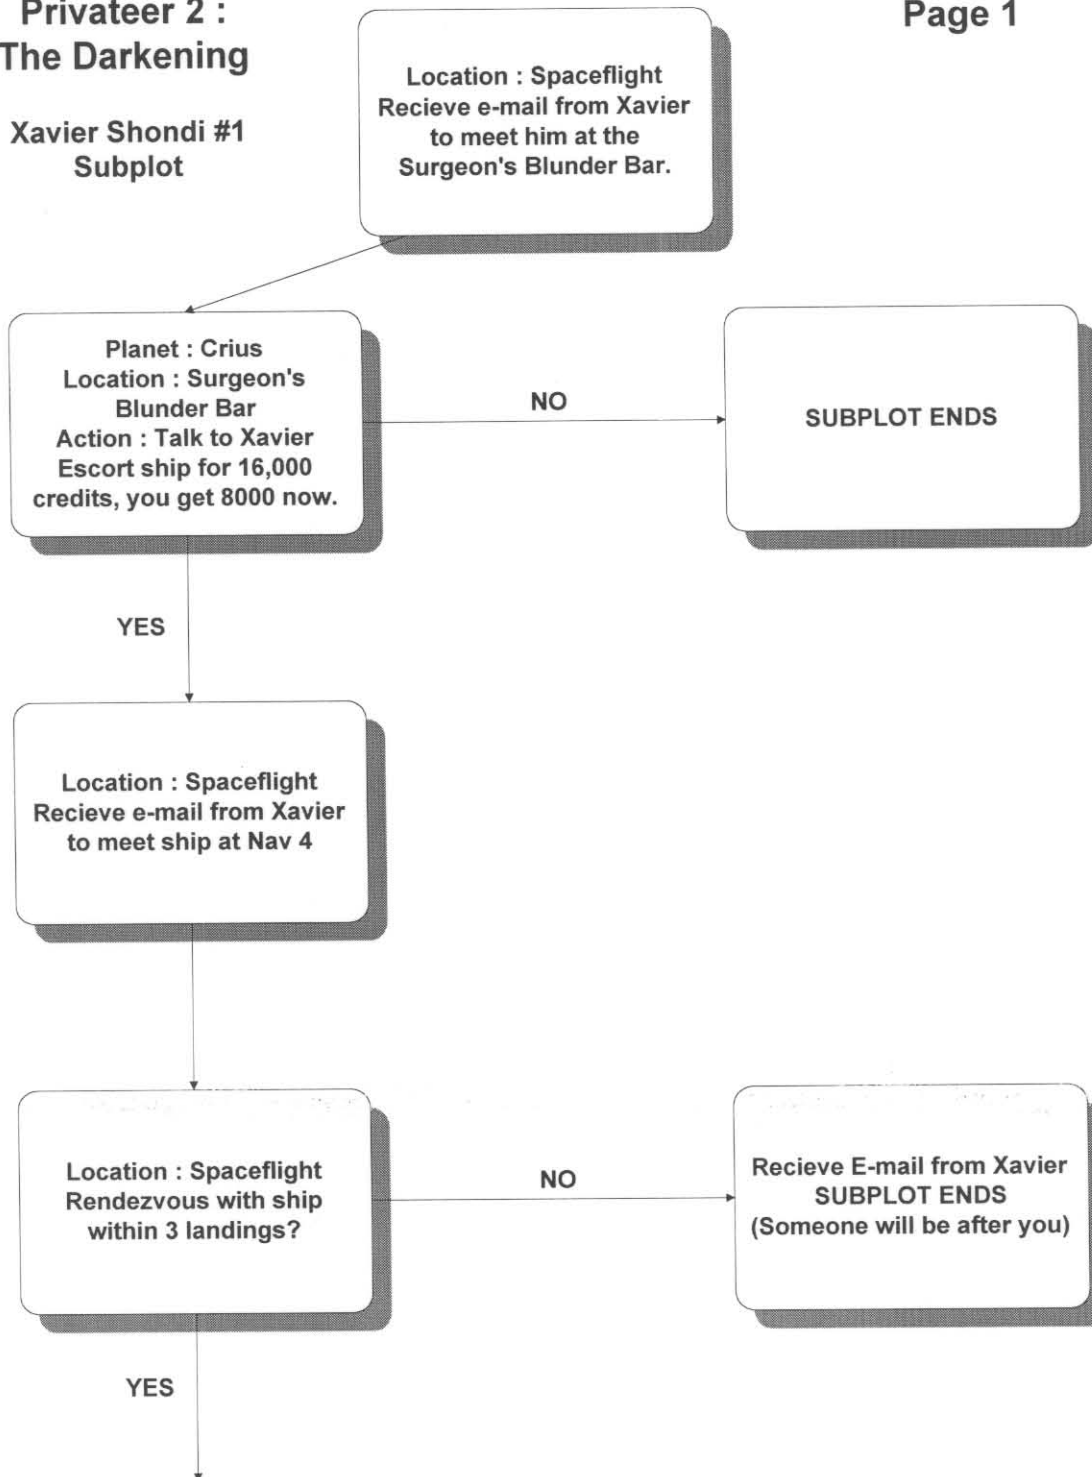 Privateer 2 :
The Darkening
Page 1
Xavier Shondi #1
Subplot
Location : Spaceflight
Recieve e-mail from Xavier
to meet him at the
Surgeon's Blunder Bar.
Planet : Crius
Location : Surgeon's
Blunder Bar
Action : Talk to Xavier
Escort ship for 16,000
credits, you get 8000 now.
NO
SUBPLOT ENDS
YES
Location : Spaceflight
Recieve e-mail from Xavier
to meet ship at Nav 4
Location : Spaceflight
Rendezvous with ship
within 3 landings?
NO
Recieve E-mail from Xavier
SUBPLOT ENDS
(Someone will be after you)
YES